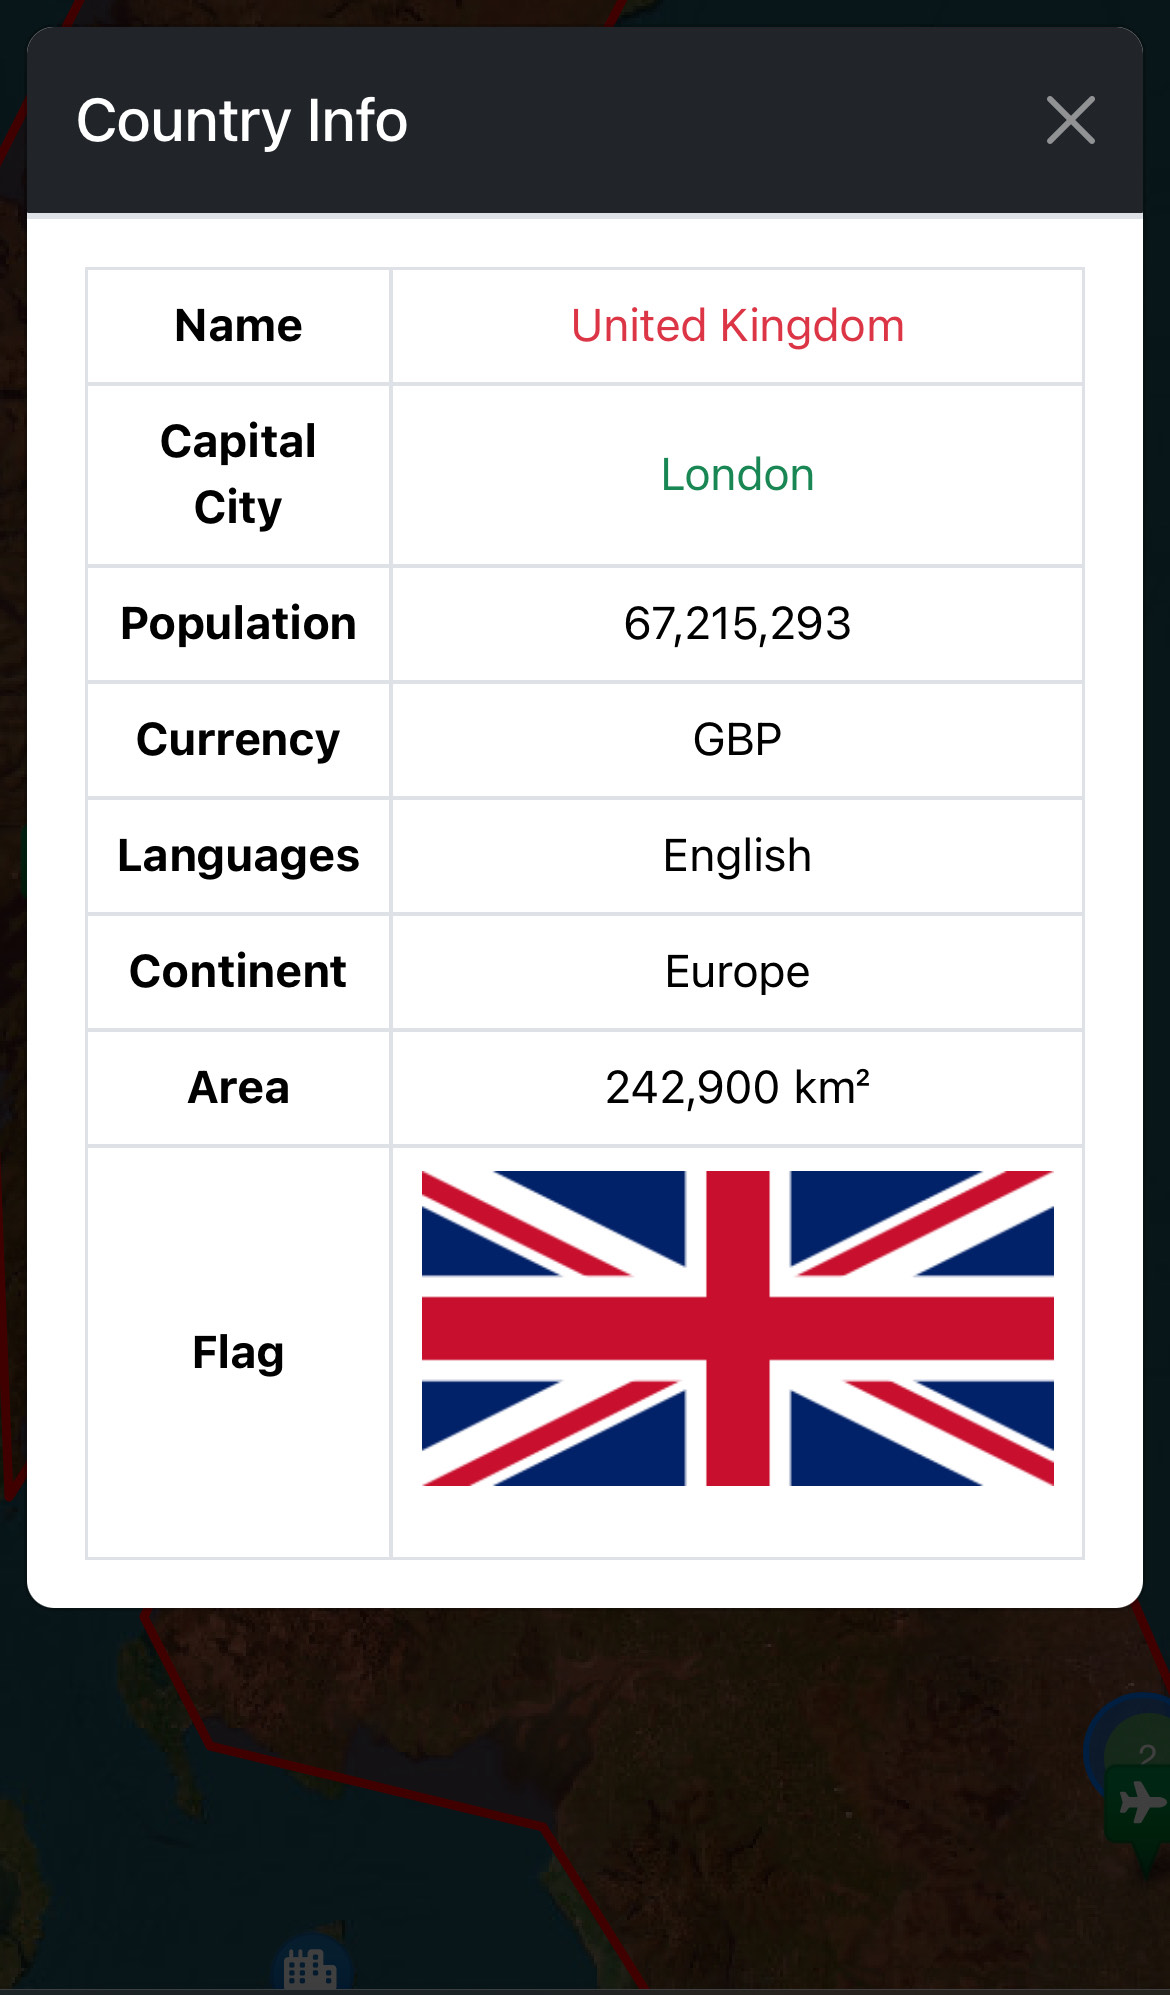 Country Info
Name United Kingdom
Capital
City London
Population 67,215,293
Currency GBP
Languages English
Continent Europe
Area 242,900 km²
Flag
2